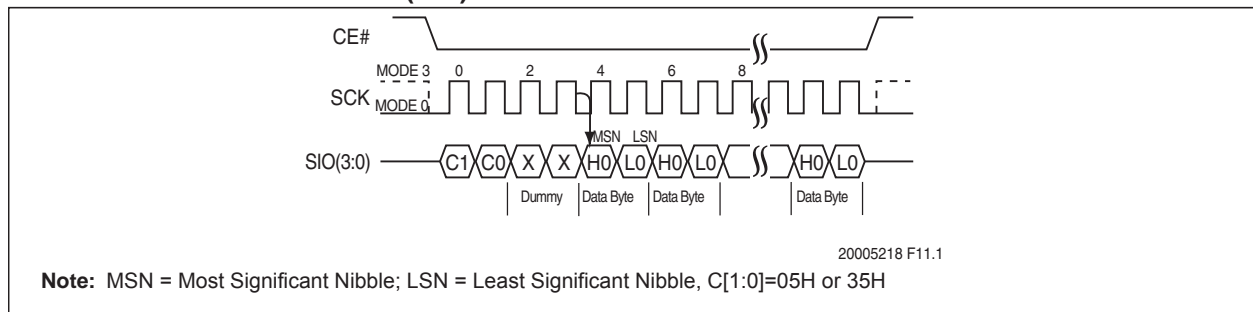 CE#
MODE 3 0 2 4 6 8
SCK MODE 0
MSN LSN
SIO(3:0) C1 C0 X X H0 L0 H0 L0 H0 L0
Dummy Data Byte Data Byte Data Byte
20005218 F11.1
Note: MSN = Most Significant Nibble; LSN = Least Significant Nibble, C[1:0]=05H or 35H